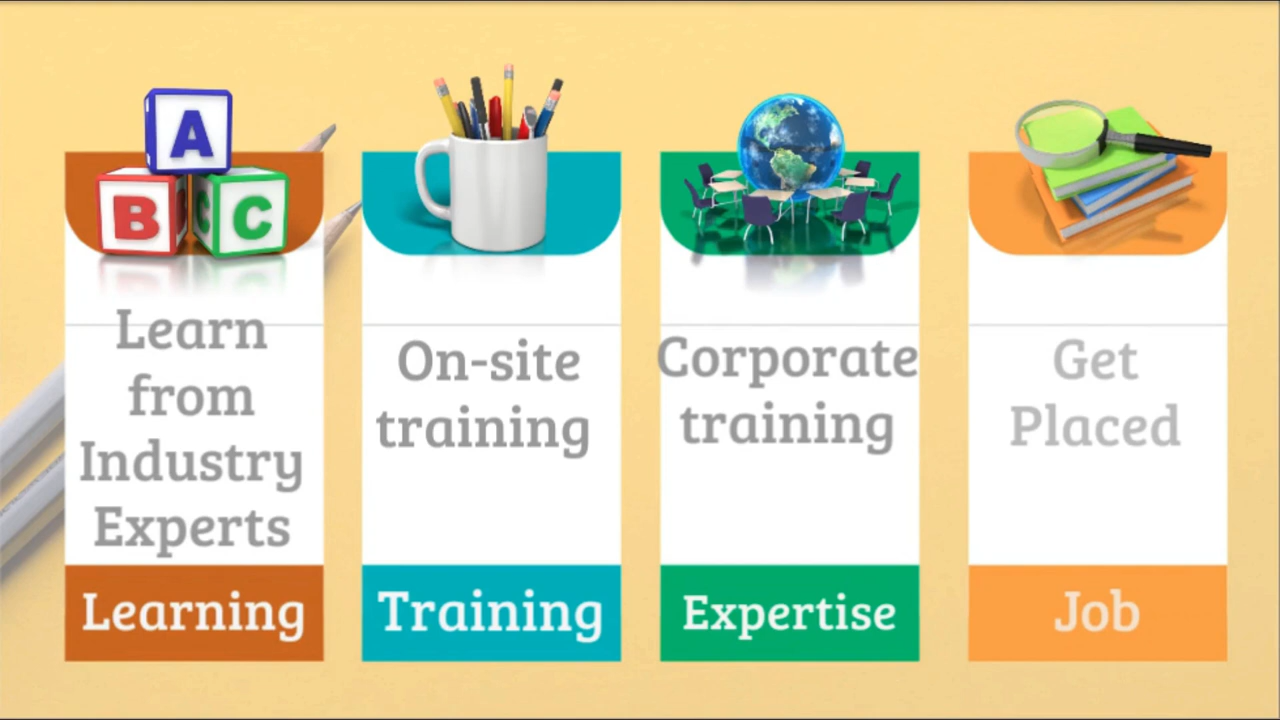 A
B
C
Learn
from
Industry
Experts
Learning
On-site
training
Training
Corporate
training
Expertise
Get
Placed
Job